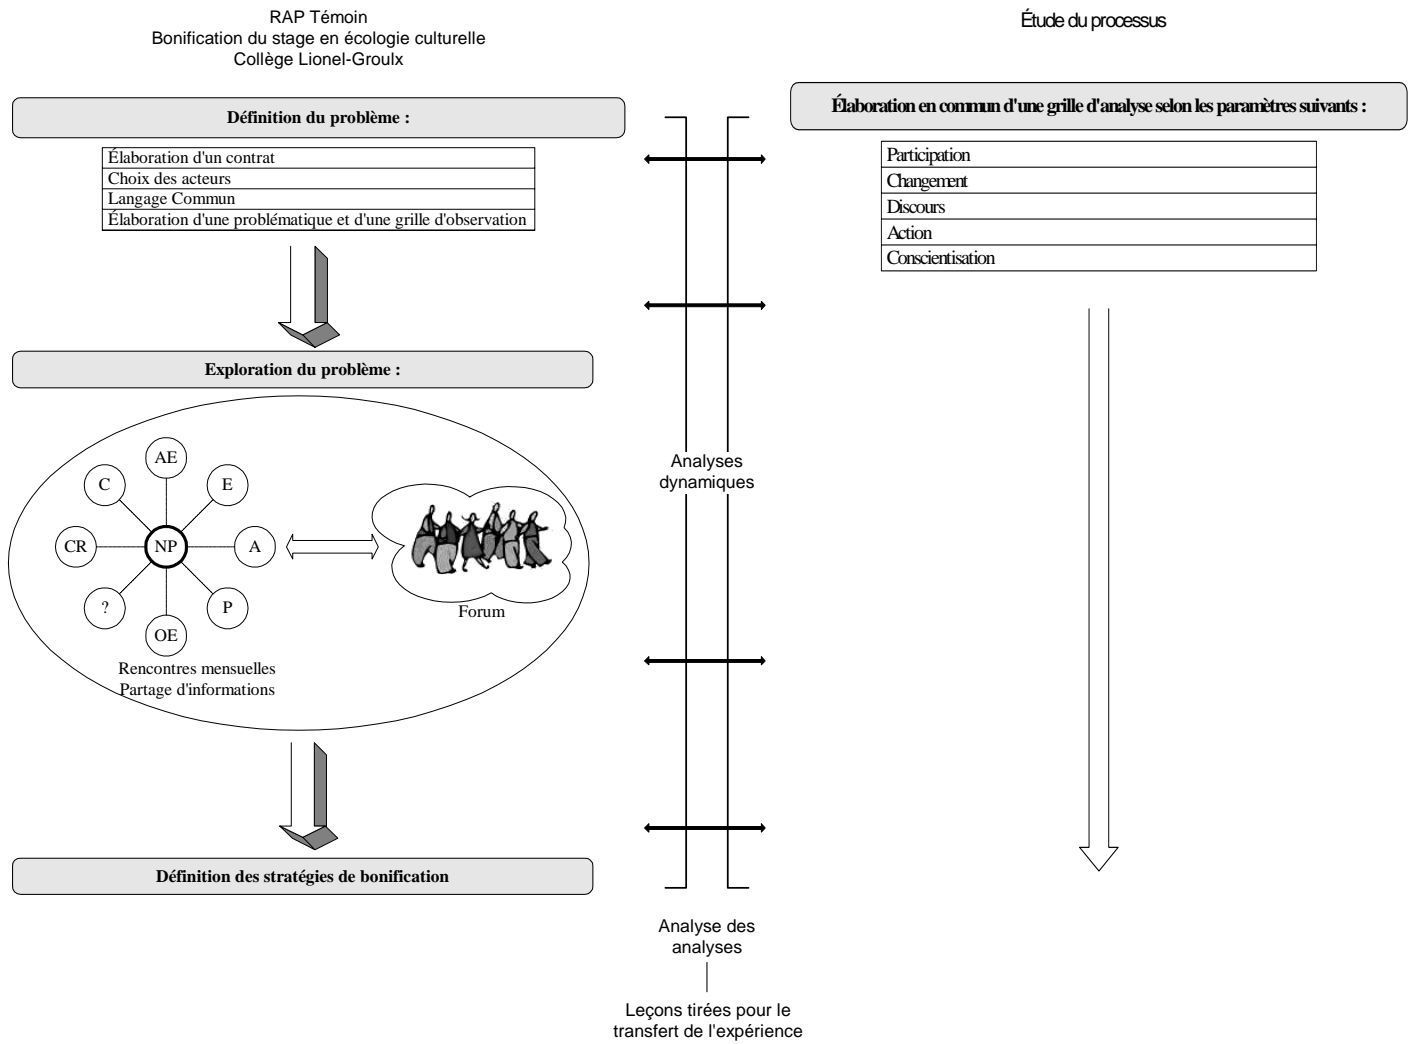 RAP Témoin
Bonification du stage en écologie culturelle
Collège Lionel-Groulx
Définition du problème :
Élaboration d'un contrat
Choix des acteurs
Langage Commun
Élaboration d'une problématique et d'une grille d'observation
Exploration du problème :
AE
C
E
CR
NP
A
?
P
OE
Rencontres mensuelles
Partage d'informations
Forum
Définition des stratégies de bonification
Analyses
dynamiques
Analyse des
analyses
Leçons tirées pour le
transfert de l'expérience
Étude du processus
Élaboration en commun d'une grille d'analyse selon les paramètres suivants :
Participation
Changement
Discours
Action
Conscientisation